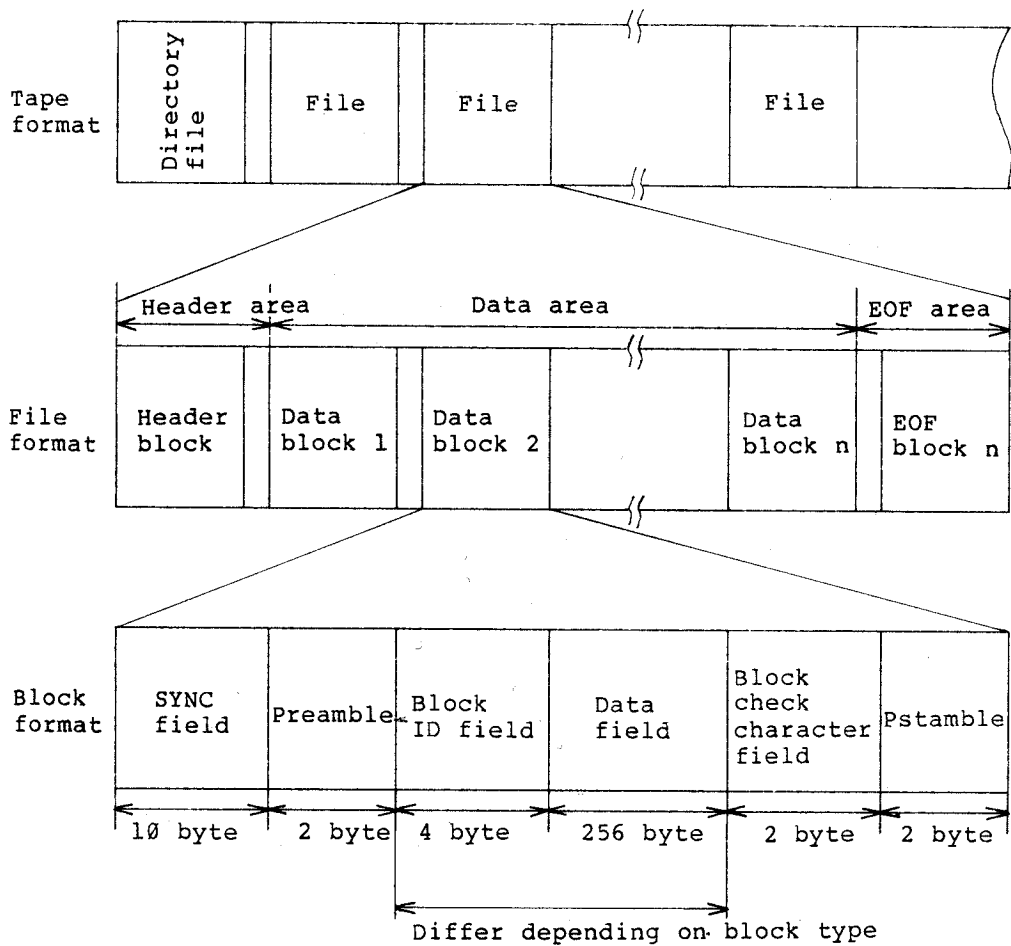 Tape
format
Directory
file
File
File
File
Header area
Data area
EOF area
File
format
Header
block
Data
block 1
Data
block 2
Data
block n
EOF
block n
Block
format
SYNC
field
Preamble
Block
ID field
Data
field
Block
check
character
field
Pstamble
10 byte
2 byte
4 byte
256 byte
2 byte
2 byte
Differ depending on block type